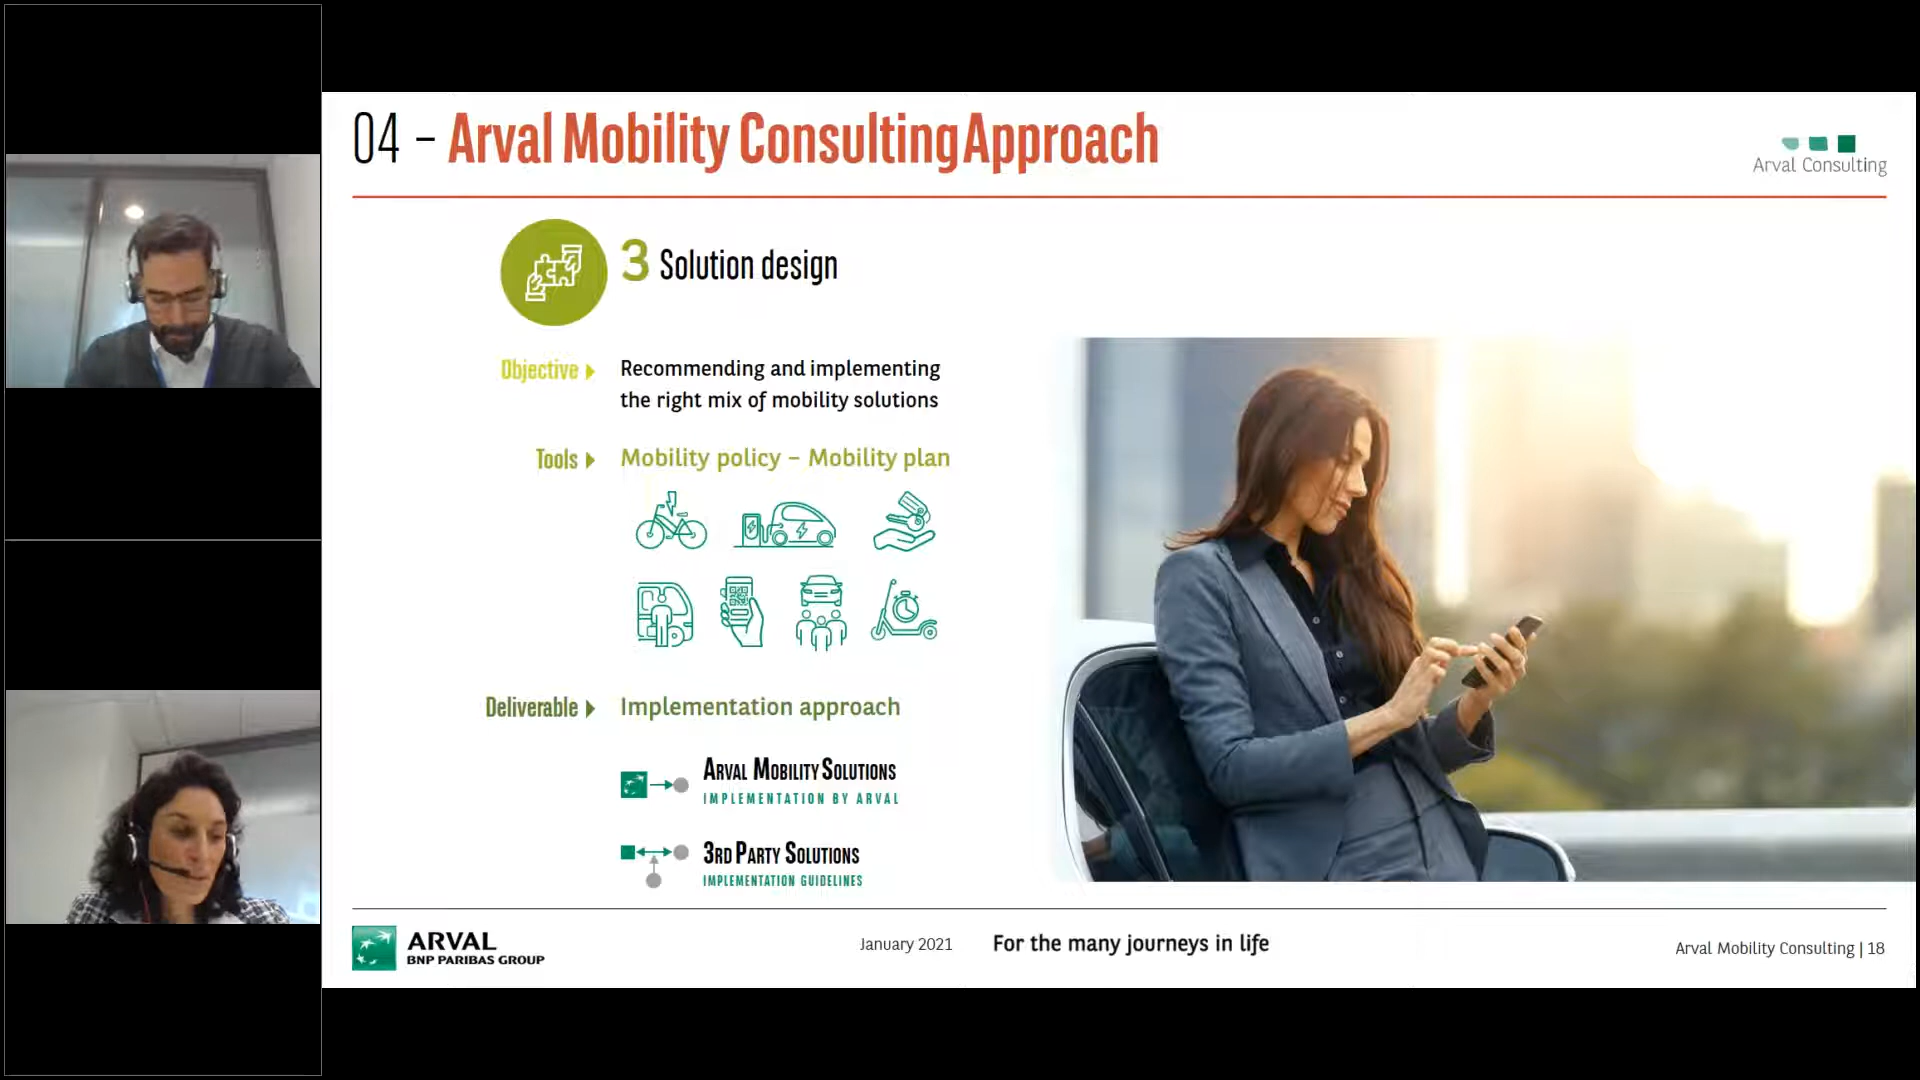 04 – Arval Mobility Consulting Approach
Arval Consulting
3 Solution design
Objective
Recommending and implementing
the right mix of mobility solutions
Tools
Mobility policy – Mobility plan
Deliverable
Implementation approach
ARVAL MOBILITY SOLUTIONS
IMPLEMENTATION BY ARVAL
3RD PARTY SOLUTIONS
IMPLEMENTATION GUIDELINES
ARVAL
BNP PARIBAS GROUP
January 2021
For the many journeys in life
Arval Mobility Consulting | 18